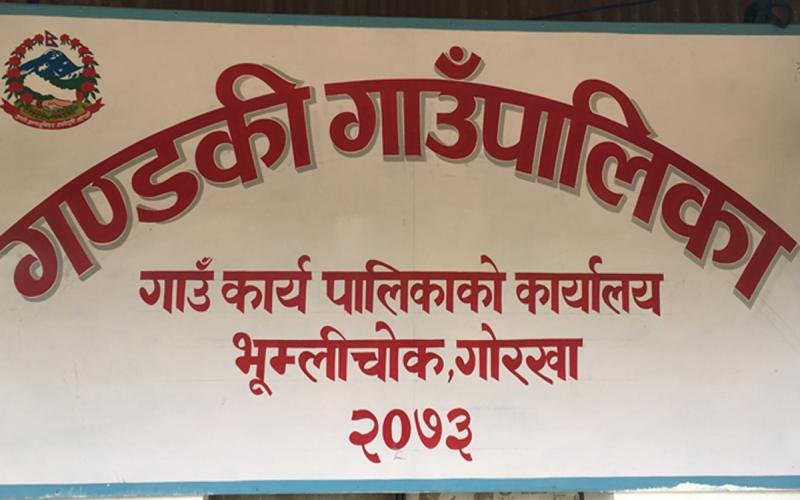 गण्डकी गाउँपालिका
गाउँ कार्य पालिकाको कार्यालय
भूम्लीचोक,गोरखा
२०७३